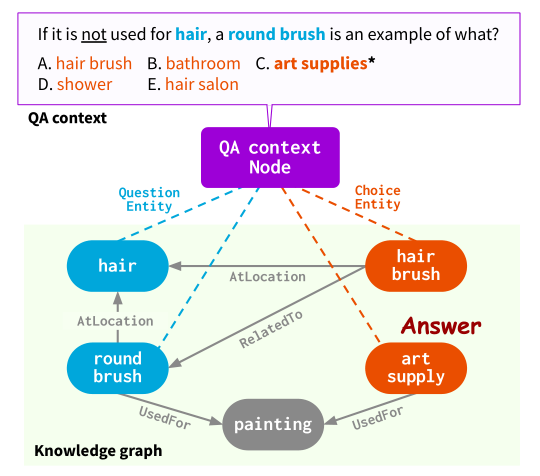 If it is not used for hair, a round brush is an example of what?
A. hair brush B. bathroom C. art supplies*
D. shower E. hair salon
QA context
QA context
Node
Question
Entity
Choice
Entity
hair
hair
brush
AtLocation
AtLocation
RelatedTo
Answer
round
brush
art
supply
UsedFor
painting
UsedFor
Knowledge graph